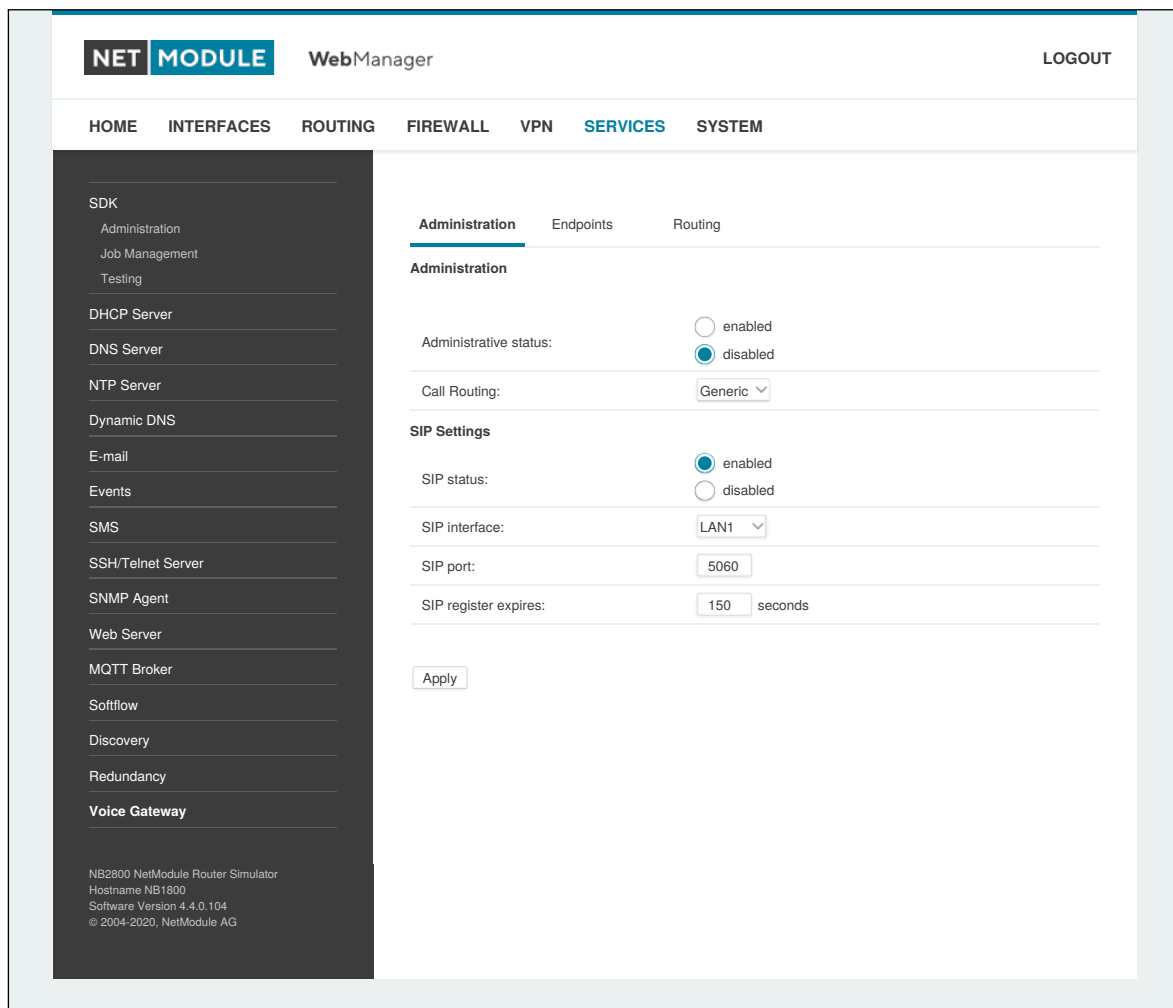 NET MODULE WebManager LOGOUT
HOME INTERFACES ROUTING FIREWALL VPN SERVICES SYSTEM
SDK
Administration
Job Management
Testing
DHCP Server
DNS Server
NTP Server
Dynamic DNS
E-mail
Events
SMS
SSH/Telnet Server
SNMP Agent
Web Server
MQTT Broker
Softflow
Discovery
Redundancy
Voice Gateway
NB2800 NetModule Router Simulator
Hostname NB1800
Software Version 4.4.0.104
© 2004-2020, NetModule AG
Administration Endpoints Routing
Administration
Administrative status:
enabled
disabled
Call Routing: Generic
SIP Settings
SIP status:
enabled
disabled
SIP interface: LAN1
SIP port: 5060
SIP register expires: 150 seconds
Apply